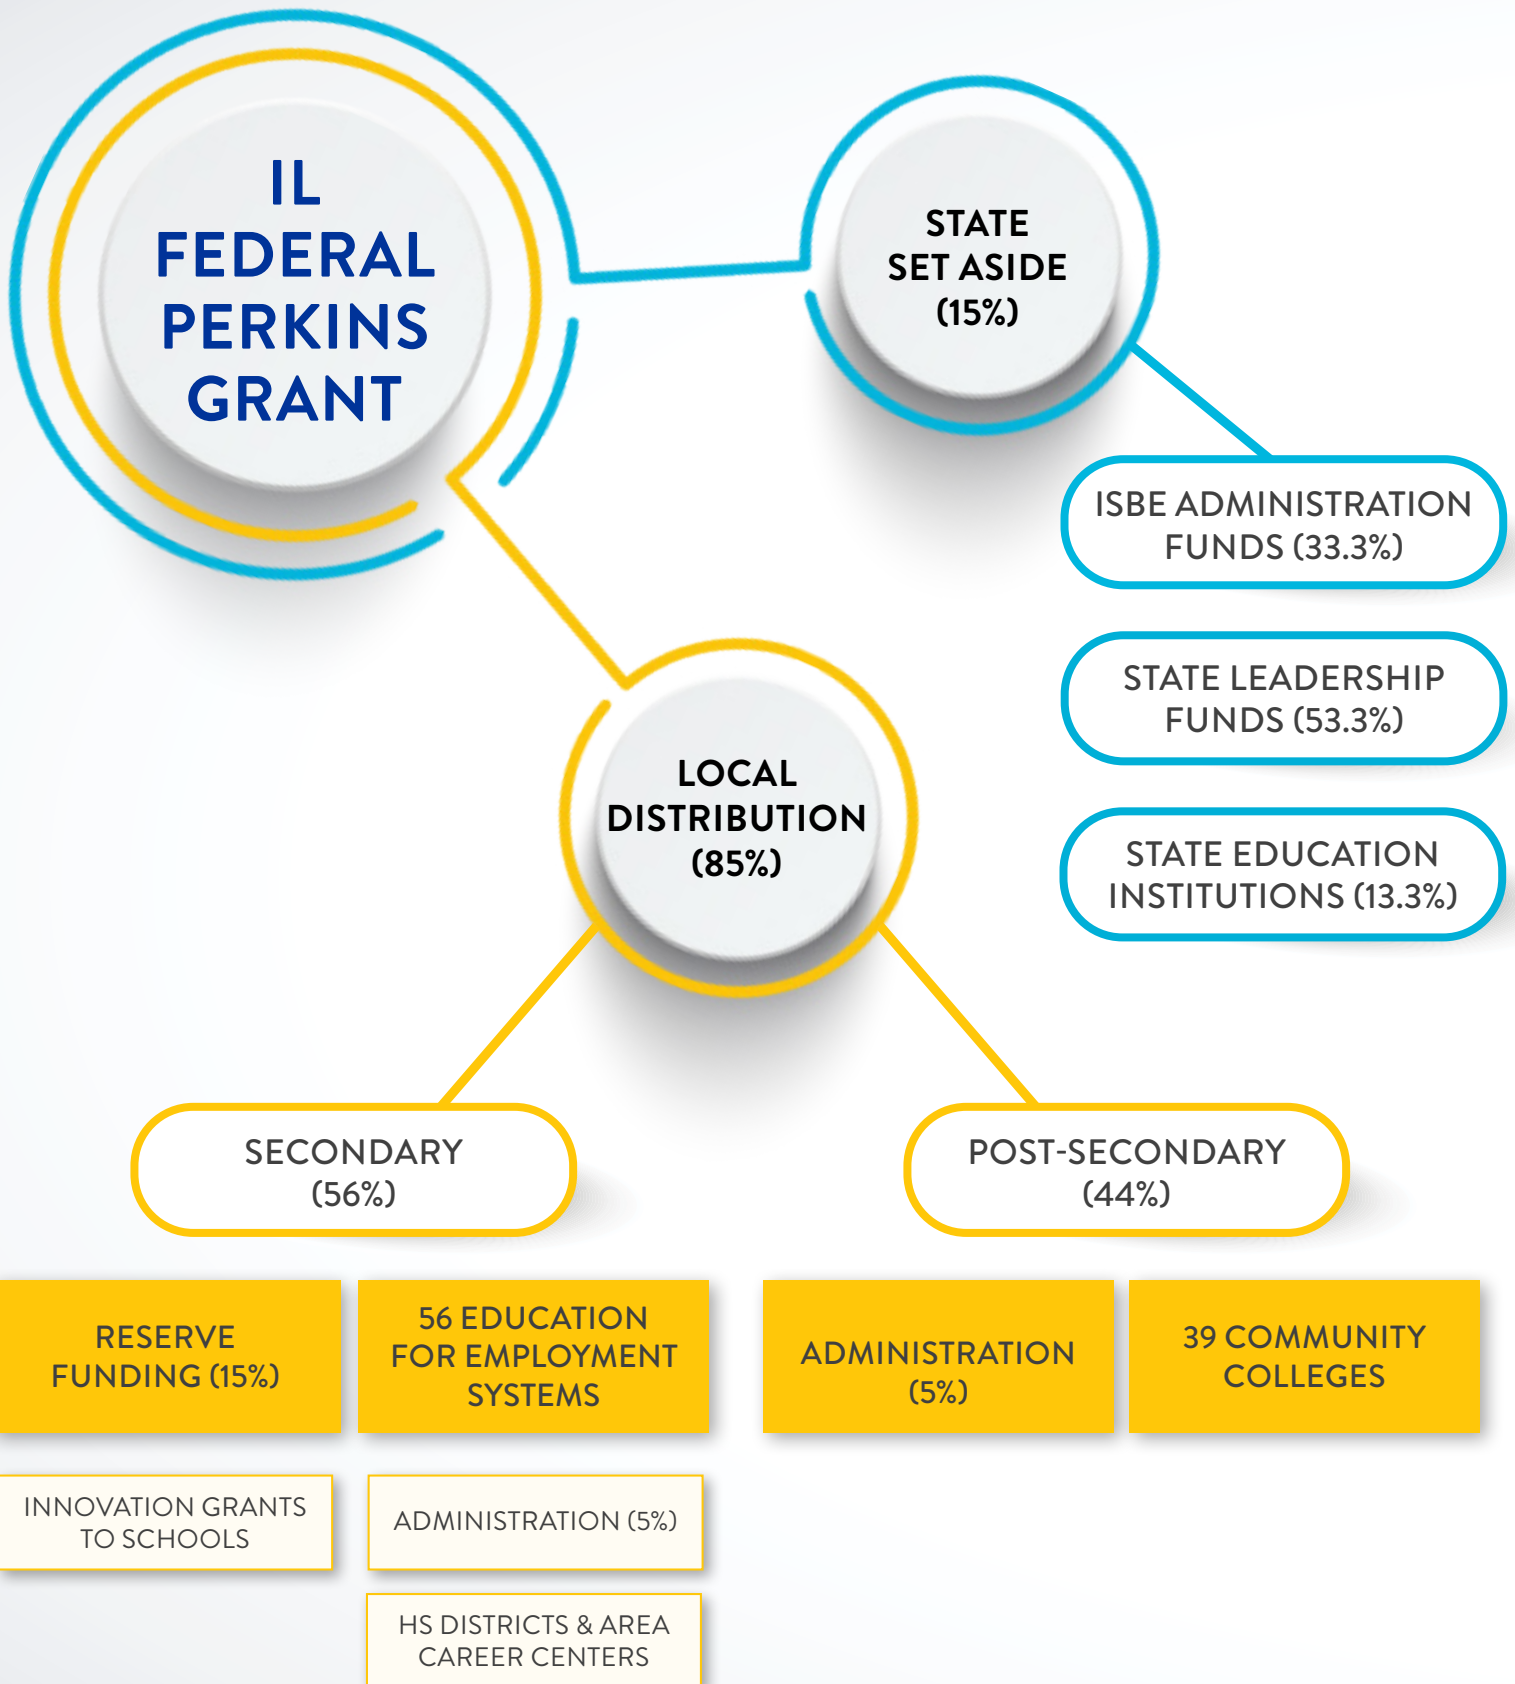 IL
FEDERAL
PERKINS
GRANT
STATE
SET ASIDE
(15%)
ISBE ADMINISTRATION
FUNDS (33.3%)
STATE LEADERSHIP
FUNDS (53.3%)
STATE EDUCATION
INSTITUTIONS (13.3%)
LOCAL
DISTRIBUTION
(85%)
SECONDARY
(56%)
POST-SECONDARY
(44%)
RESERVE
FUNDING (15%)
56 EDUCATION
FOR EMPLOYMENT
SYSTEMS
ADMINISTRATION
(5%)
39 COMMUNITY
COLLEGES
INNOVATION GRANTS
TO SCHOOLS
ADMINISTRATION (5%)
HS DISTRICTS & AREA
CAREER CENTERS